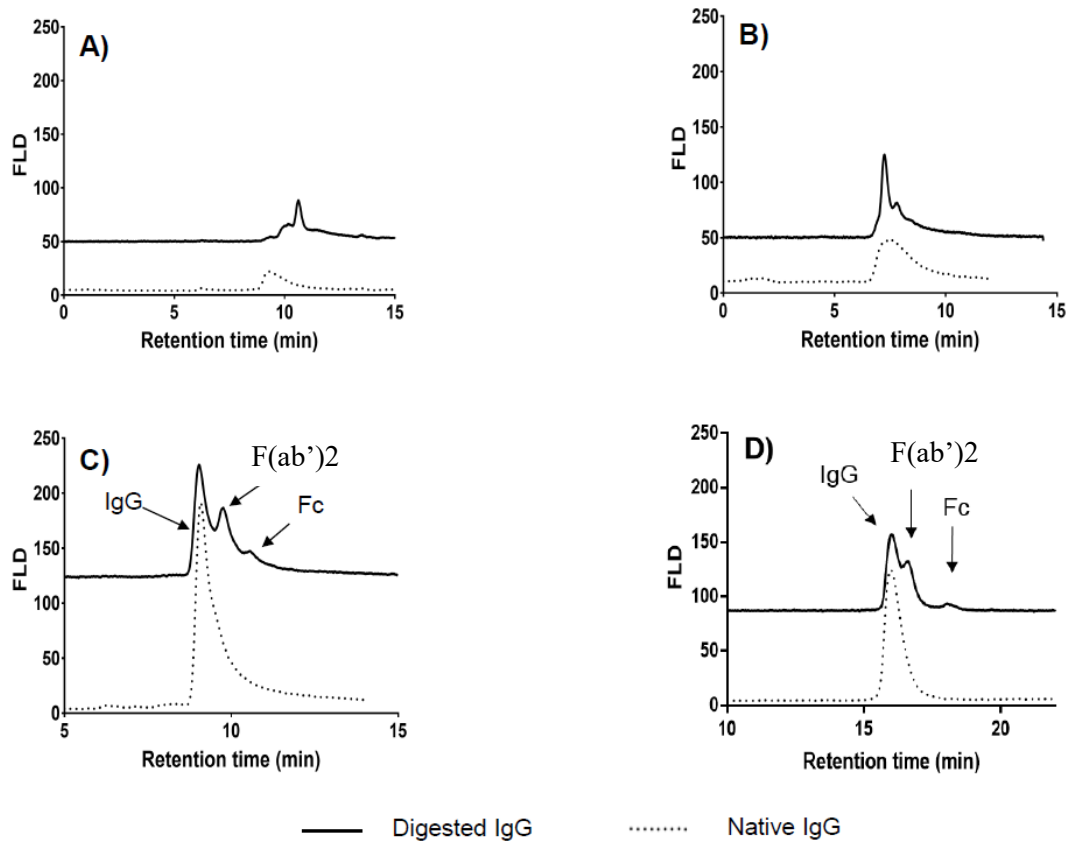 A)
250
200
150
100
50
0
FLD
0 5 10 15
Retention time (min)
B)
250
200
150
100
50
0
FLD
0 5 10 15
Retention time (min)
C)
250
200
150
100
50
0
FLD
F(ab’)2
IgG
Fc
5 10 15
Retention time (min)
D)
250
200
150
100
50
0
FLD
F(ab’)2
IgG
Fc
10 15 20
Retention time (min)
Digested IgG
Native IgG